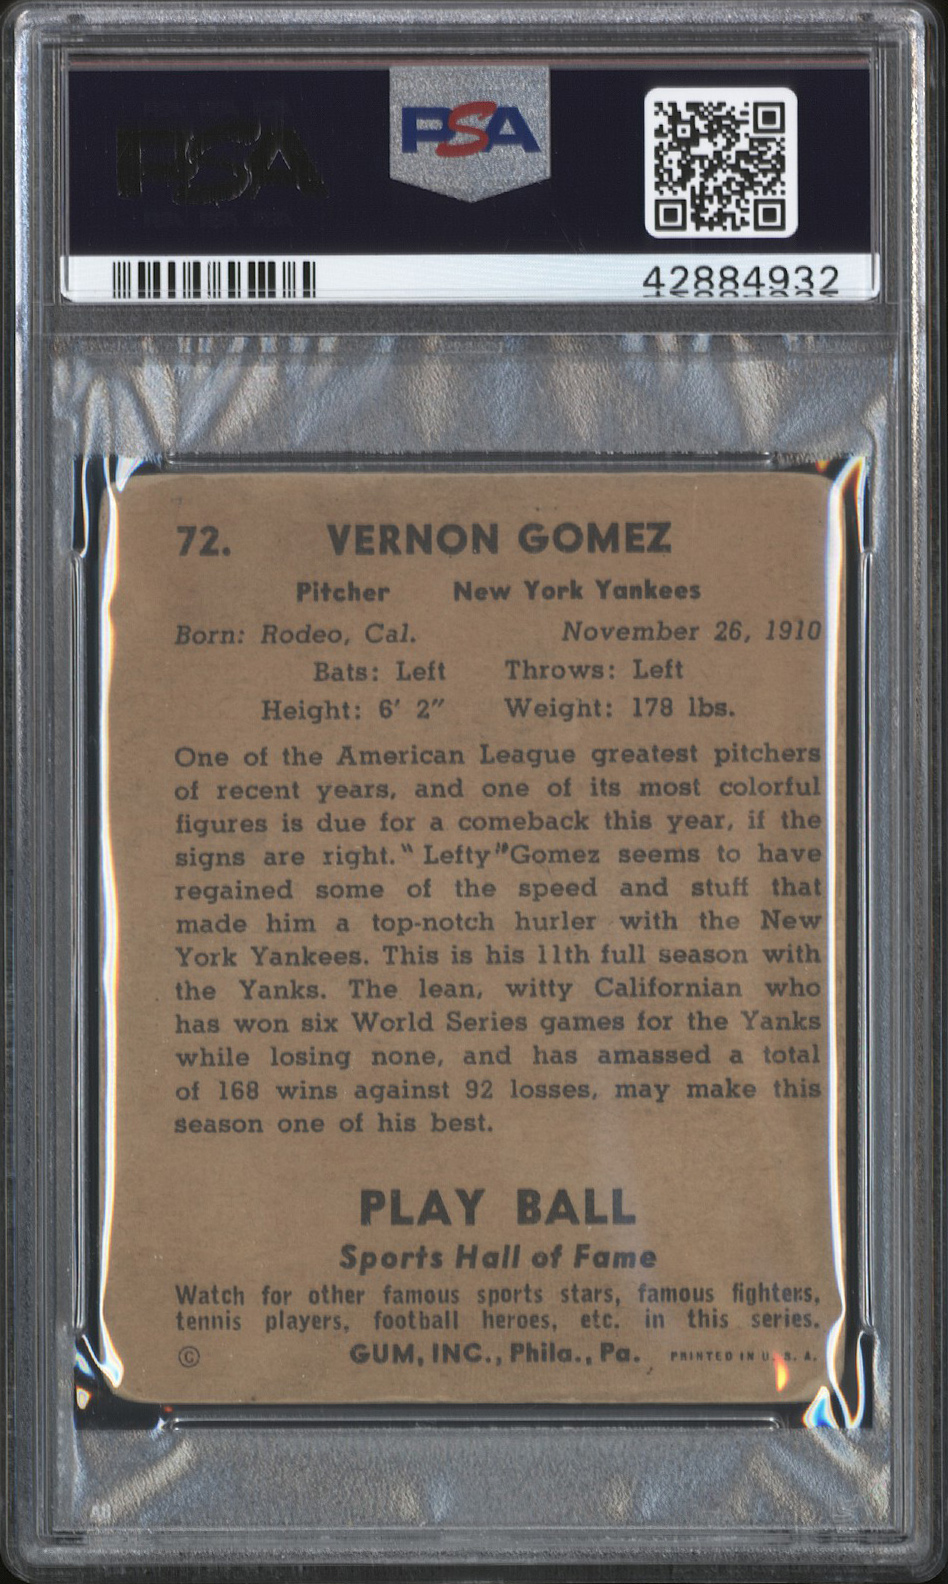 PSA
PSA
42884932
72. VERNON GOMEZ
Pitcher New York Yankees
Born: Rodeo, Cal. November 26, 1910
Bats: Left Throws: Left
Height: 6' 2" Weight: 178 lbs.
One of the American League greatest pitchers
of recent years, and one of its most colorful
figures is due for a comeback this year, if the
signs are right. "Lefty" Gomez seems to have
regained some of the speed and stuff that
made him a top-notch hurler with the New
York Yankees. This is his 11th full season with
the Yanks. The lean, witty Californian who
has won six World Series games for the Yanks
while losing none, and has amassed a total
of 168 wins against 92 losses, may make this
season one of his best.
PLAY BALL
Sports Hall of Fame
Watch for other famous sports stars, famous fighters,
tennis players, football heroes, etc. in this series.
© GUM, INC., Phila., Pa. PRINTED IN U. S. A.